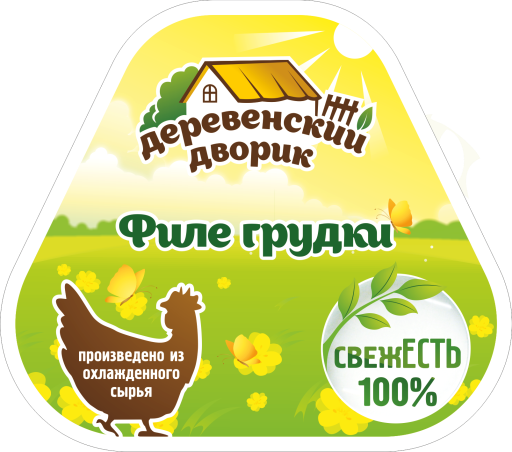 деревенский
дворик
Филе грудки
произведено из
охлажденного
сырья
свежЕСТЬ
100%